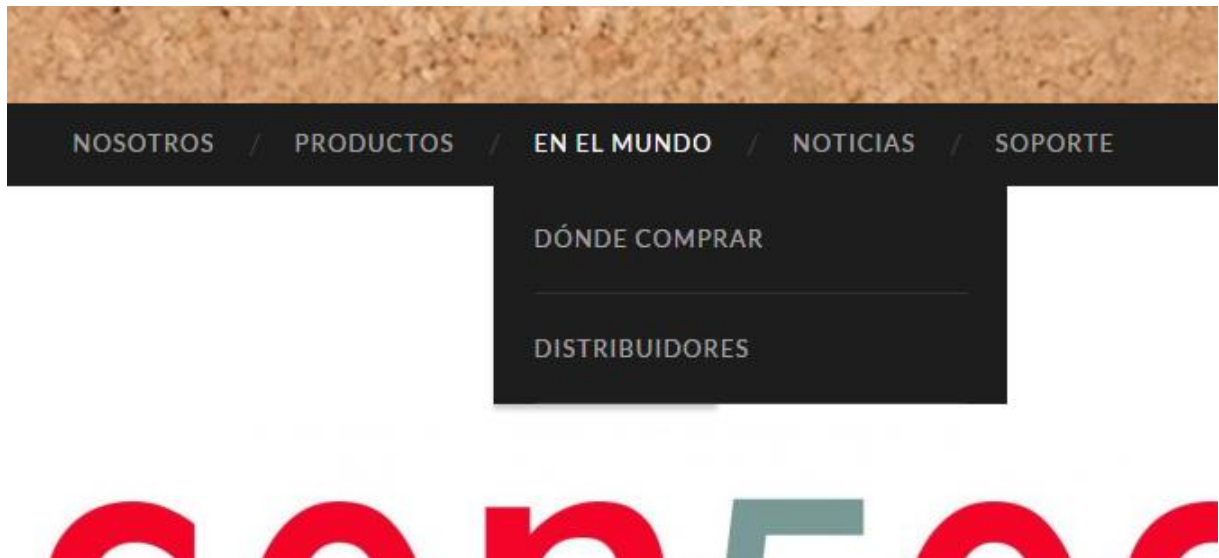 NOSOTROS / PRODUCTOS / EN EL MUNDO / NOTICIAS / SOPORTE
DÓNDE COMPRAR
DISTRIBUIDORES